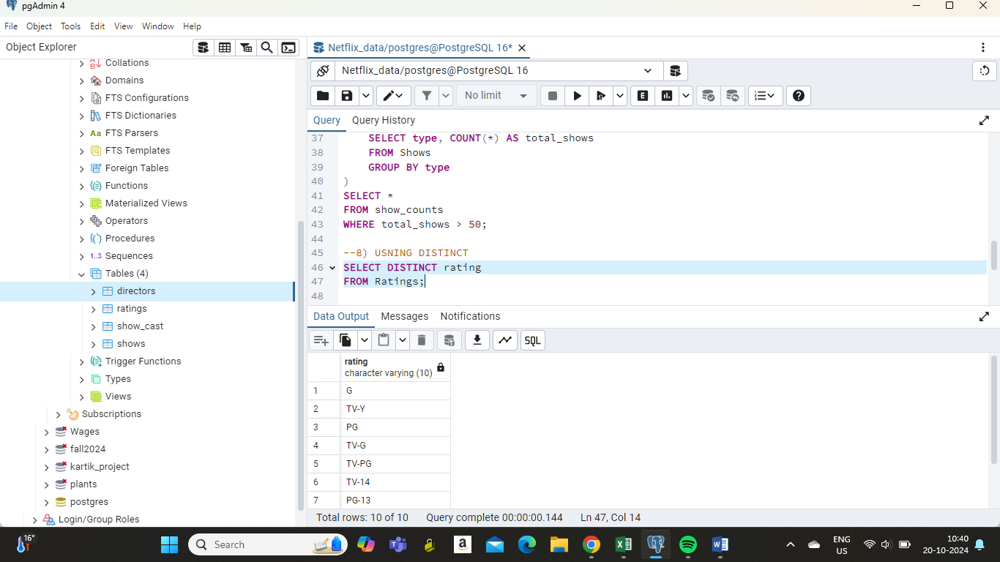 pgAdmin 4
File Object Tools Edit View Window Help
Object Explorer
Collations
Domains
FTS Configurations
FTS Dictionaries
Aa FTS Parsers
FTS Templates
Foreign Tables
Functions
Materialized Views
Operators
Procedures
1..3 Sequences
Tables (4)
directors
ratings
show_cast
shows
Trigger Functions
Types
Views
Subscriptions
Wages
fall2024
kartik_project
plants
postgres
Login/Group Roles
Netflix_data/postgres@PostgreSQL 16*
Netflix_data/postgres@PostgreSQL 16
No limit
E
Query Query History
37 SELECT type, COUNT(*) AS total_shows
38 FROM Shows
39 GROUP BY type
40 )
41 SELECT *
42 FROM show_counts
43 WHERE total_shows > 50;
44
45 --8) USNING DISTINCT
46 SELECT DISTINCT rating
47 FROM Ratings;
48
Data Output Messages Notifications
SQL
rating
character varying (10)
1 G
2 TV-Y
3 PG
4 TV-G
5 TV-PG
6 TV-14
7 PG-13
Total rows: 10 of 10 Query complete 00:00:00.144 Ln 47, Col 14
16°
Search
ENG
US
10:40
20-10-2024